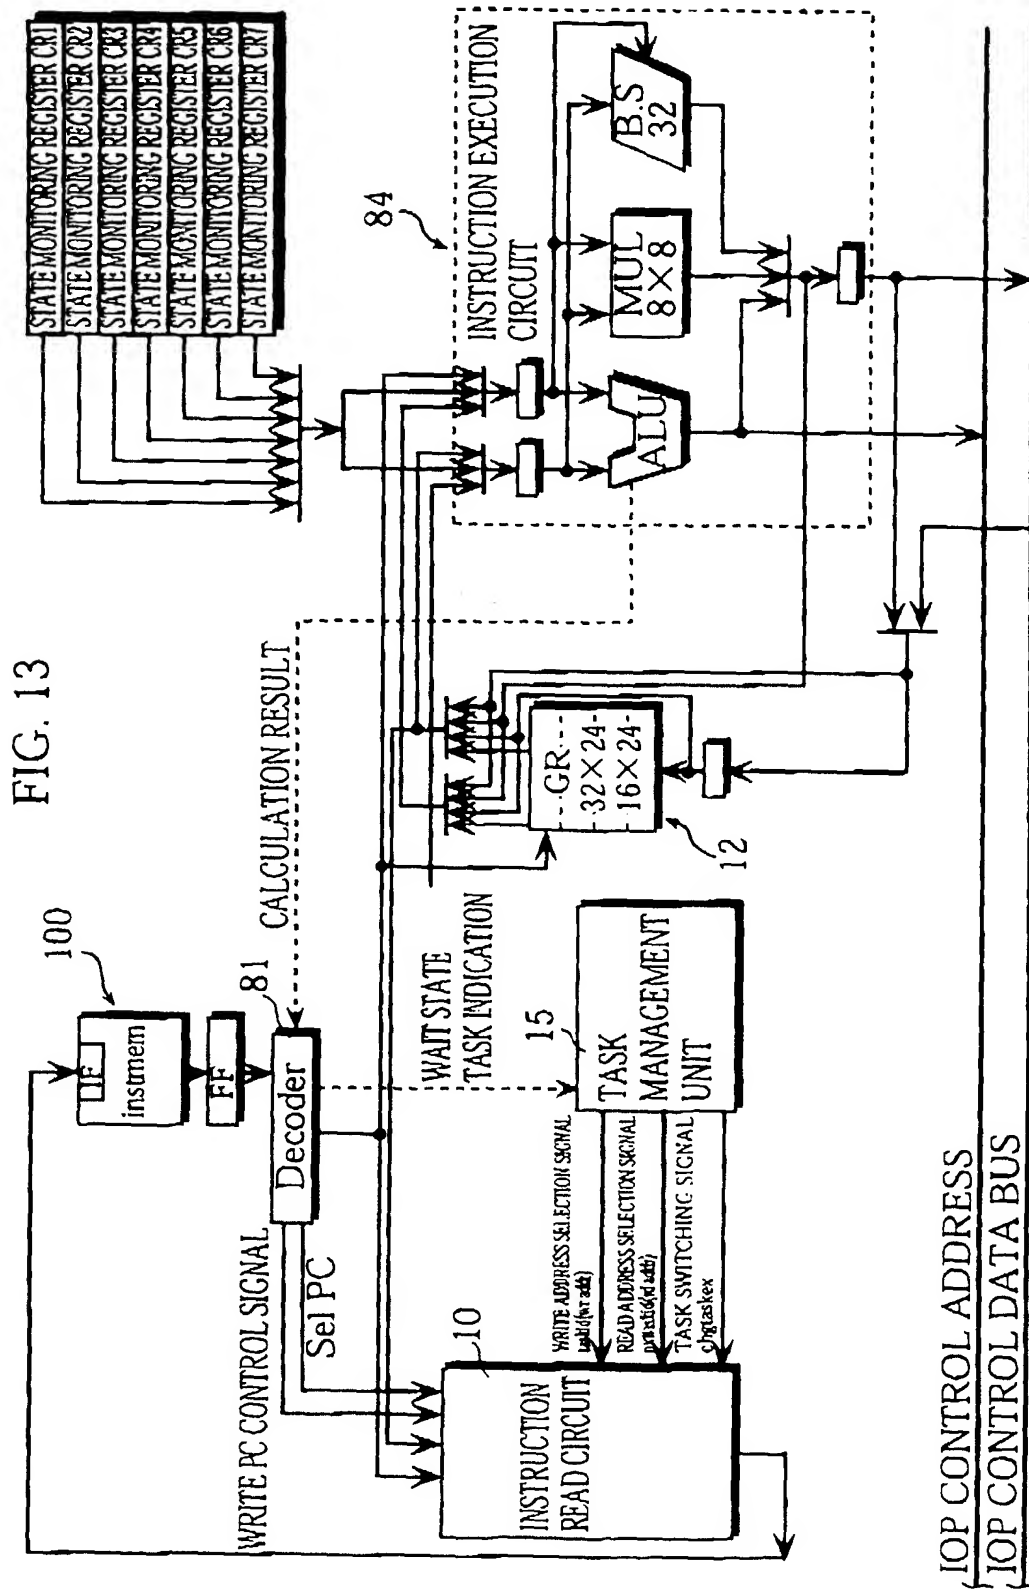 FIG. 13
STATE MONITORING REGISTER CR1
STATE MONITORING REGISTER CR2
STATE MONITORING REGISTER CR3
STATE MONITORING REGISTER CR4
STATE MONITORING REGISTER CR5
STATE MONITORING REGISTER CR6
STATE MONITORING REGISTER CR7
84
INSTRUCTION EXECUTION
CIRCUIT
B.S
32
MUL
8×8
ALU
100
IF
instmem
FF
81
Decoder
CALCULATION RESULT
WRITE PC CONTROL SIGNAL
Sel PC
WAIT STATE
TASK INDICATION
GR
32×24
16×24
12
15
TASK
MANAGEMENT
UNIT
WRITE ADDRESS SELECTION SIGNAL
(wr addr)
READ ADDRESS SELECTION SIGNAL
(rd addr)
TASK SWITCHING SIGNAL
chgtaskex
10
INSTRUCTION
READ CIRCUIT
IOP CONTROL ADDRESS
IOP CONTROL DATA BUS